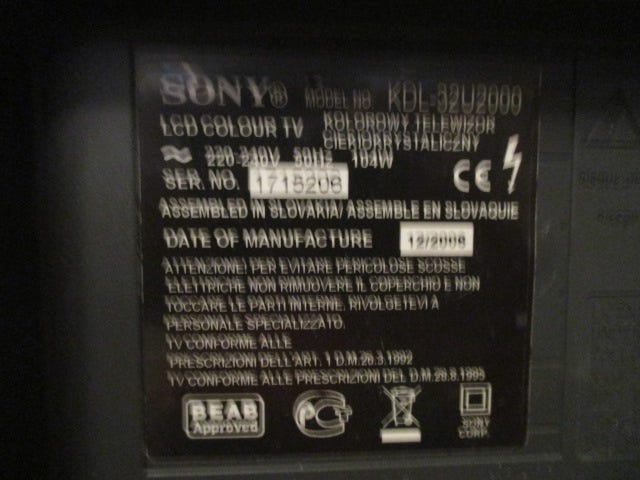 SONY® MODEL NO. KDL-32U2000
LCD COLOUR TV KOLOROWY TELEWIZOR
CIEKŁOKRYSTALICZNY
220-240V 50Hz 104W
SER. NO. 1715206
CE
ASSEMBLED IN SLOVAKIA/ ASSEMBLE EN SLOVAQUIE
DATE OF MANUFACTURE 12/2006
ATTENZIONE! PER EVITARE PERICOLOSE SCOSSE
ELETTRICHE NON RIMUOVERE IL COPERCHIO E NON
TOCCARE LE PARTI INTERNE. RIVOLGETEVI A
PERSONALE SPECIALIZZATO.
TV CONFORME ALLE
PRESCRIZIONI DELL'ART. 1 D.M.26.3.1992
TV CONFORME ALLE PRESCRIZIONI DEL D.M.28.8.1995
BEAB
Approved
SONY
CORP.